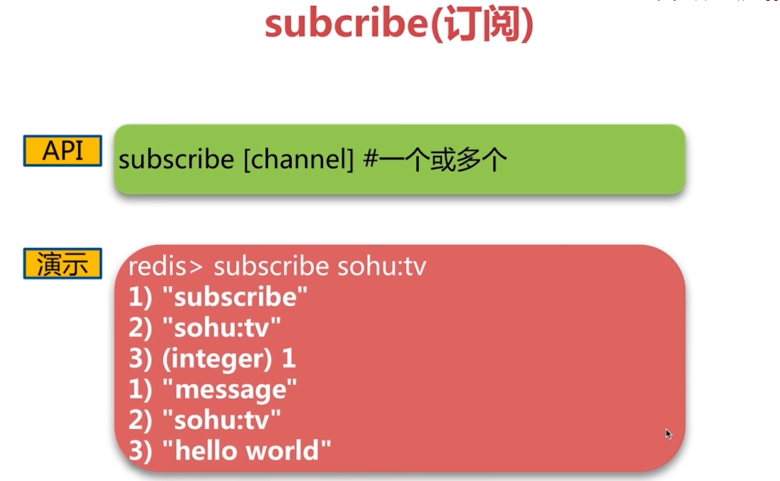 subcribe(订阅)
API
subscribe [channel] #一个或多个
演示
redis> subscribe sohu:tv
1) "subscribe"
2) "sohu:tv"
3) (integer) 1
1) "message"
2) "sohu:tv"
3) "hello world"